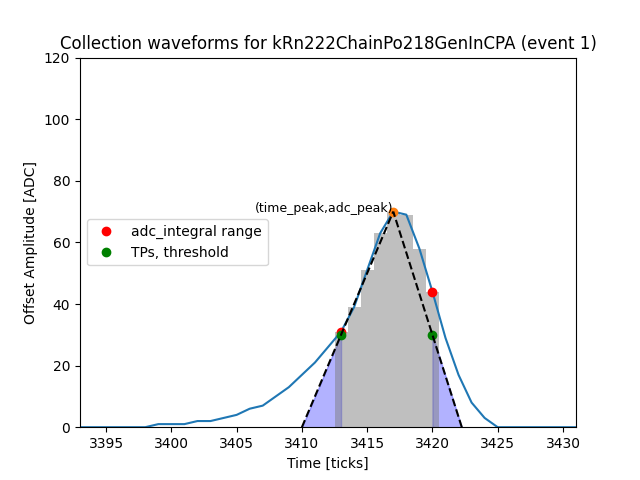 Collection waveforms for kRn222ChainPo218GenInCPA (event 1)
120
100
80
60
40
20
0
Offset Amplitude [ADC]
(time_peak,adc_peak)
adc_integral range
TPs, threshold
3395 3400 3405 3410 3415 3420 3425 3430
Time [ticks]